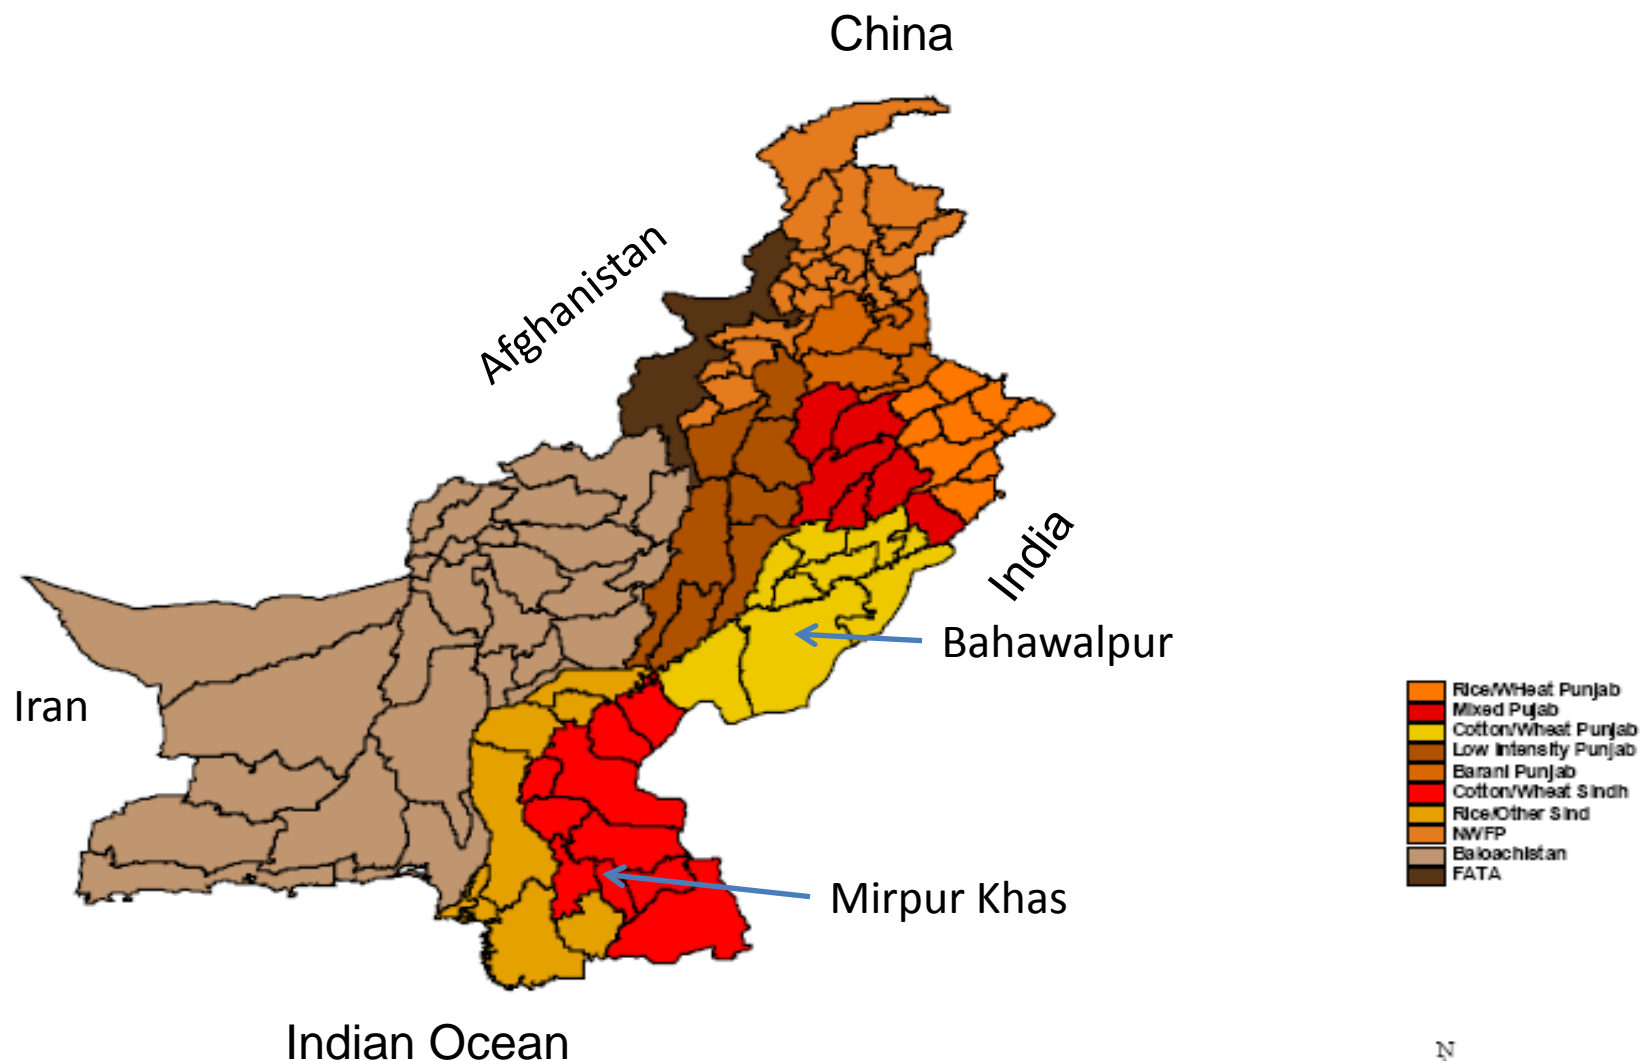 China
Afghanistan
India
Bahawalpur
Iran
Rice/WHeat Punjab
Mixed Pujab
Cotton/Wheat Punjab
Low Intensity Punjab
Barani Punjab
Cotton/Wheat Sindh
Rice/Other Sind
NWFP
Baloachistan
FATA
Mirpur Khas
Indian Ocean
N